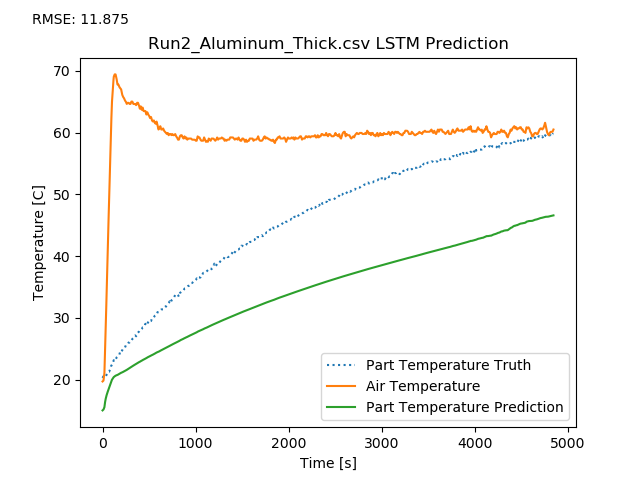 RMSE: 11.875
Run2_Aluminum_Thick.csv LSTM Prediction
Temperature [C]
70
60
50
40
30
20
Part Temperature Truth
Air Temperature
Part Temperature Prediction
0 1000 2000 3000 4000 5000
Time [s]